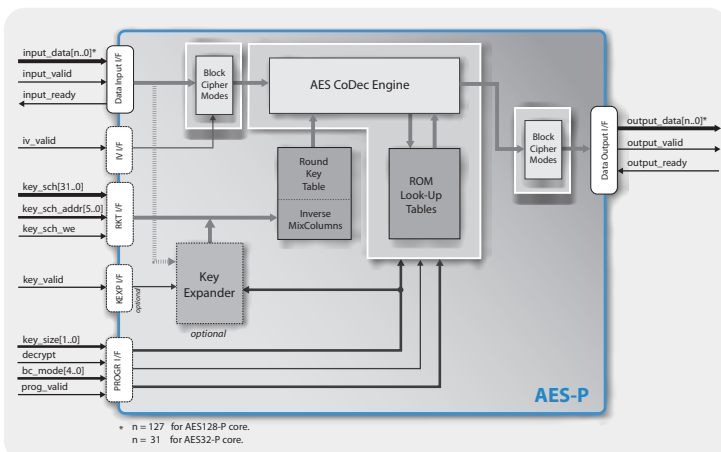 input_data[n..0]*
input_valid
input_ready
Data Input I/F
iv_valid
IV I/F
key_sch[31..0]
key_sch_addr[5..0]
key_sch_we
RKT I/F
key_valid
KEXP I/F
optional
key_size[1..0]
decrypt
bc_mode[4..0]
prog_valid
PROGR I/F
Block
Cipher
Modes
AES CoDec Engine
Round
Key
Table
Inverse
MixColumns
ROM
Look-Up
Tables
Key
Expander
optional
Block
Cipher
Modes
Data Output I/F
output_data[n..0]*
output_valid
output_ready
AES-P
* n = 127 for AES128-P core.
n = 31 for AES32-P core.